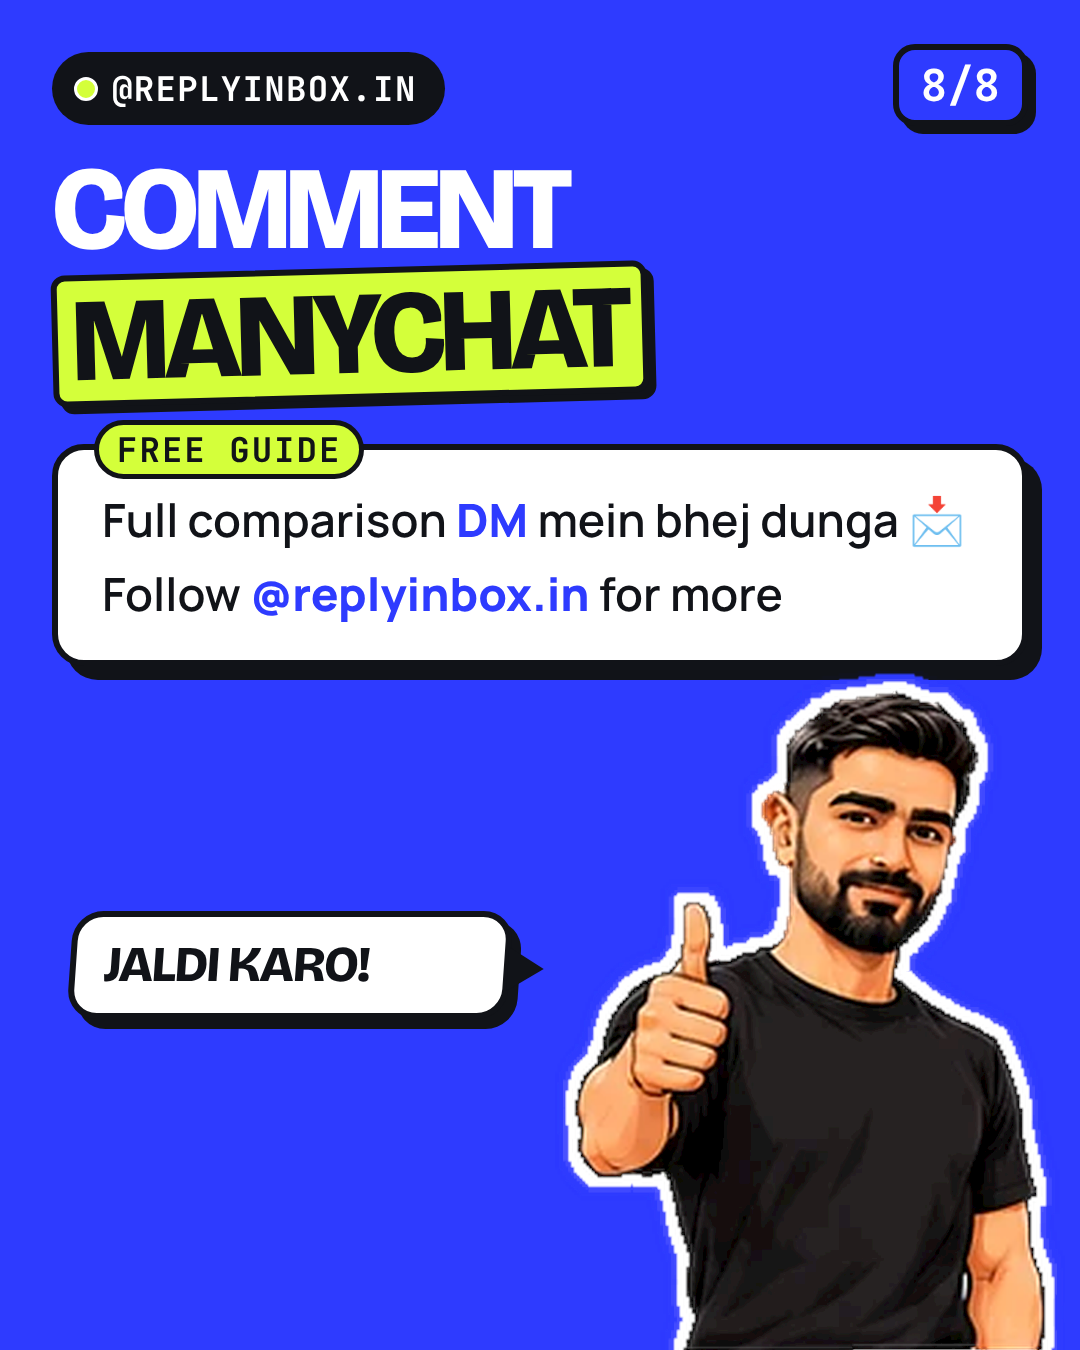 @REPLYINBOX.IN
8/8
COMMENT
MANYCHAT
FREE GUIDE
Full comparison DM mein bhej dunga 📩
Follow @replyinbox.in for more
JALDI KARO!